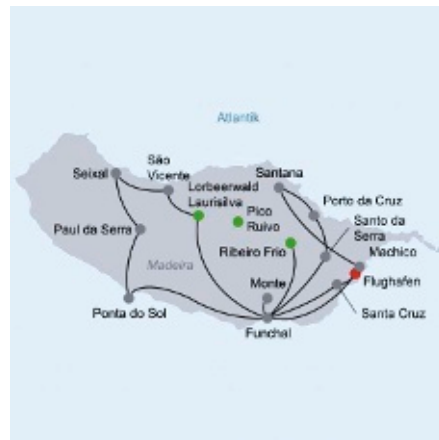 Atlantik
São
Vicente
Seixal
Lorbeerwald
Laurisilva
Santana
Pico
Ruivo
Porto da Cruz
Paul da Serra
Santo da
Serra
Ribeiro Frio
Machico
Madeira
Monte
Flughafen
Ponta do Sol
Santa Cruz
Funchal